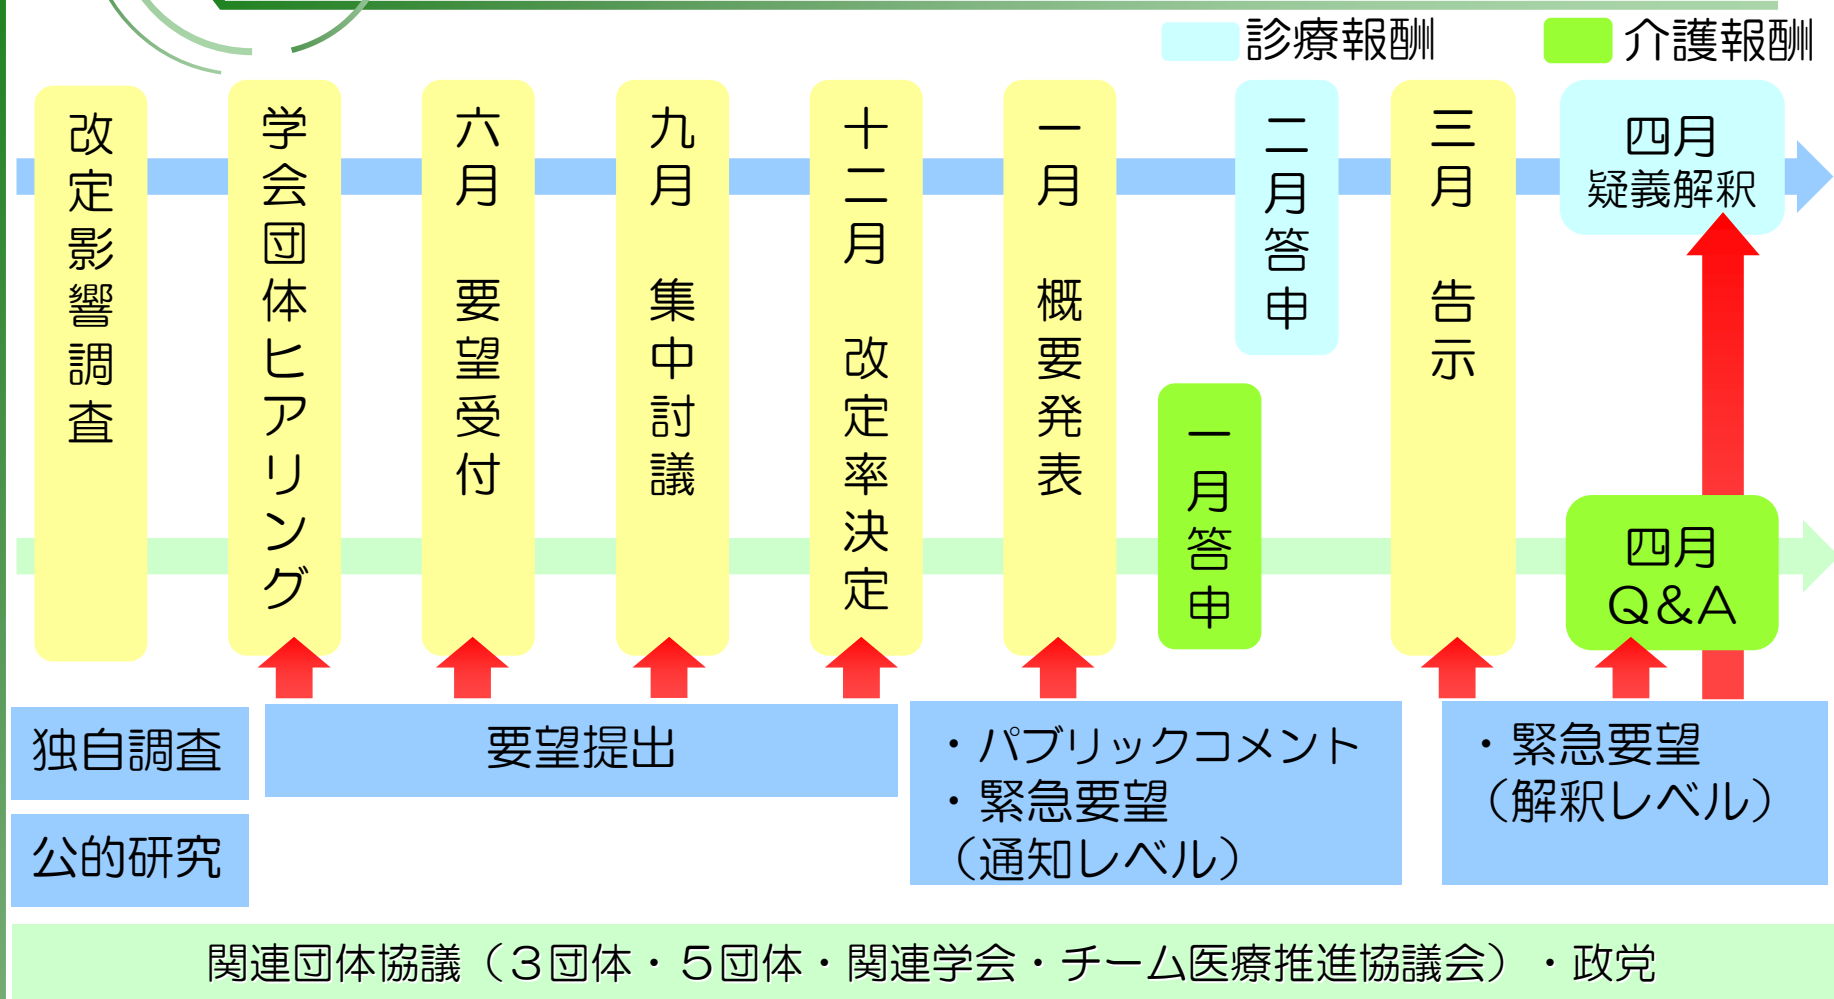 診療報酬
介護報酬
改定影響調査
学会団体ヒアリング
六月　要望受付
九月　集中討議
十二月　改定率決定
一月　概要発表
二月答申
一月答申
三月　告示
四月
疑義解釈
四月
Q&A
独自調査
公的研究
要望提出
・パブリックコメント
・緊急要望
（通知レベル）
・緊急要望
（解釈レベル）
関連団体協議（３団体・５団体・関連学会・チーム医療推進協議会）・政党